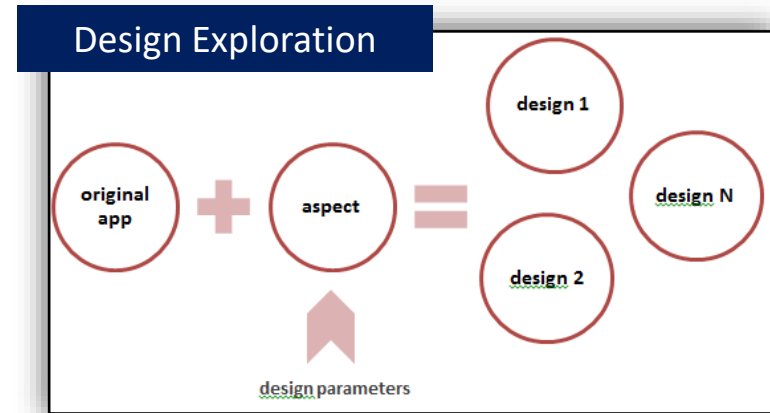 Design Exploration
design 1
original
app
aspect
design N
design 2
design parameters